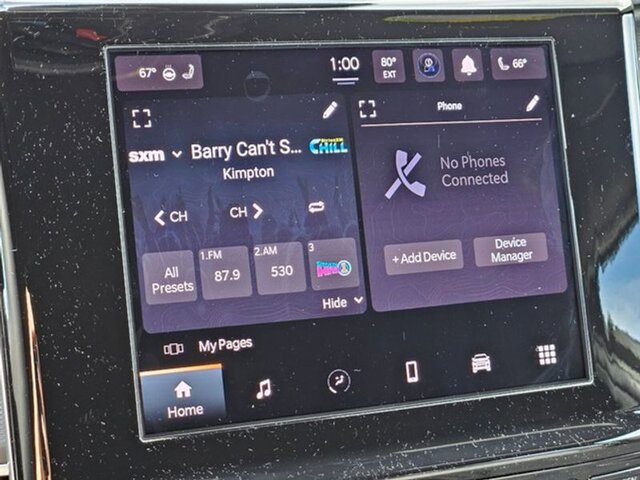 67°
1:00
80°
EXT
66°
Phone
sxm Barry Can't S...
SiriusXM
CHILL
Kimpton
No Phones
Connected
CH
CH
All
Presets
1.FM
87.9
2.AM
530
3
+ Add Device
Device
Manager
Hide
My Pages
Home